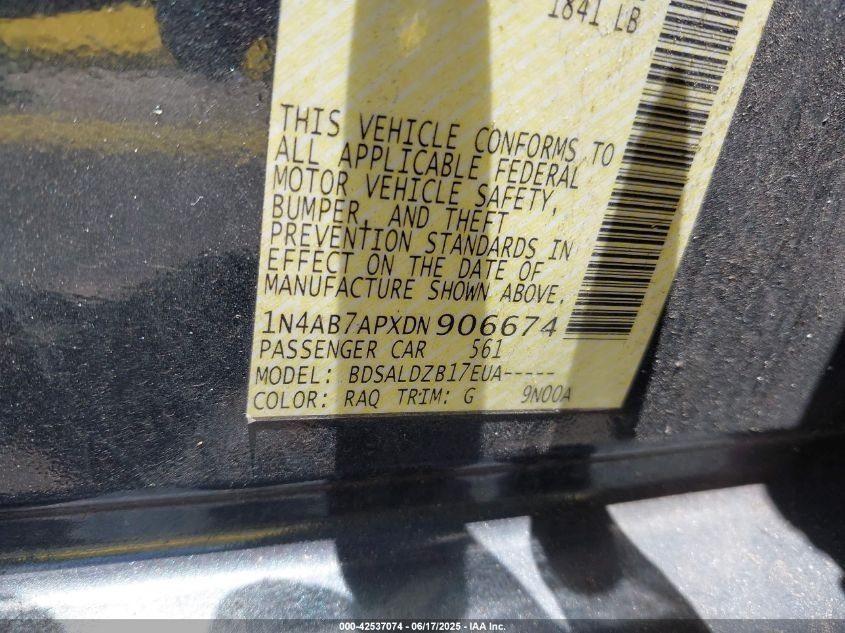 1841 LB
THIS VEHICLE CONFORMS TO
ALL APPLICABLE FEDERAL
MOTOR VEHICLE SAFETY,
BUMPER, AND THEFT
PREVENTION STANDARDS IN
EFFECT ON THE DATE OF
MANUFACTURE SHOWN ABOVE.
1N4AB7APXDN906674
PASSENGER CAR 561
MODEL: BDSALDZB17EUA-----
COLOR: RAQ TRIM: G 9N00A
000-42537074 - 06/17/2025 - IAA Inc.